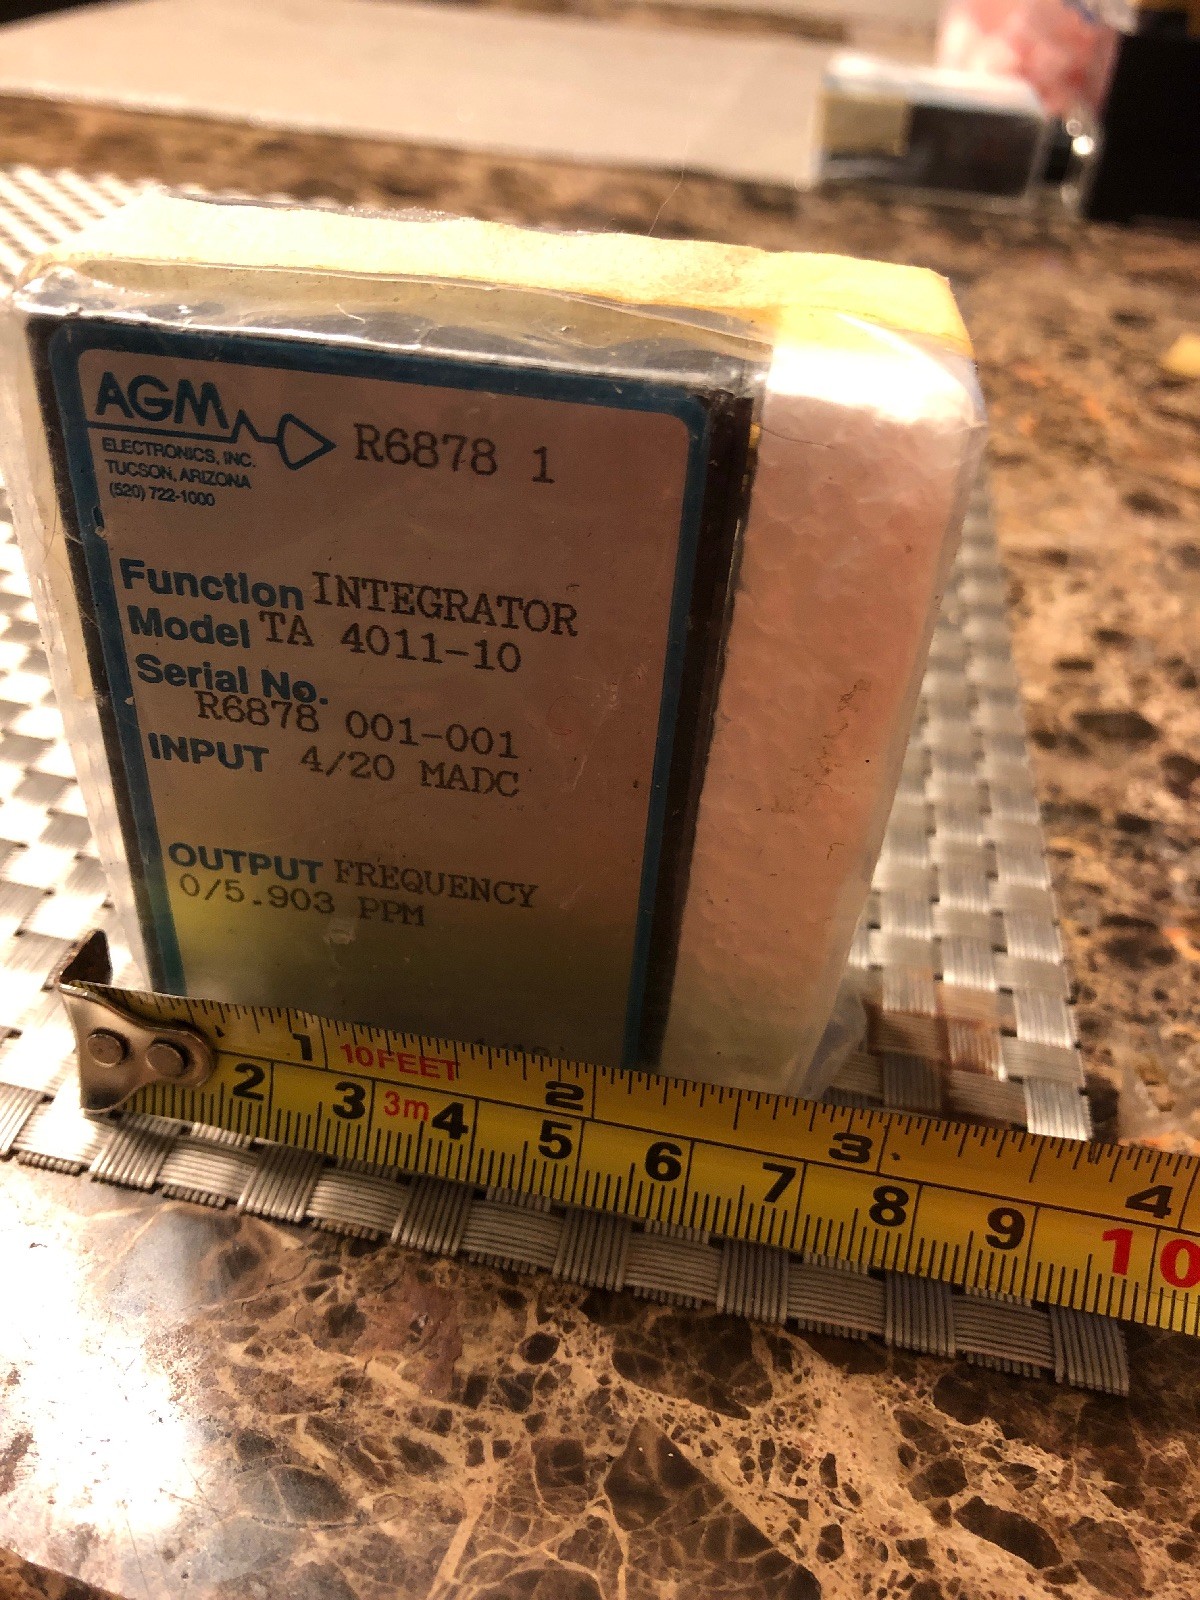 AGM R6878 1
ELECTRONICS, INC.
TUCSON, ARIZONA
(520) 722-1000
Function INTEGRATOR
Model TA 4011-10
Serial No.
R6878 001-001
INPUT 4/20 MADC
OUTPUT FREQUENCY
0/5.903 PPM
1 10FEET 2 3 4
2 3 3m 4 5 6 7 8 9 10